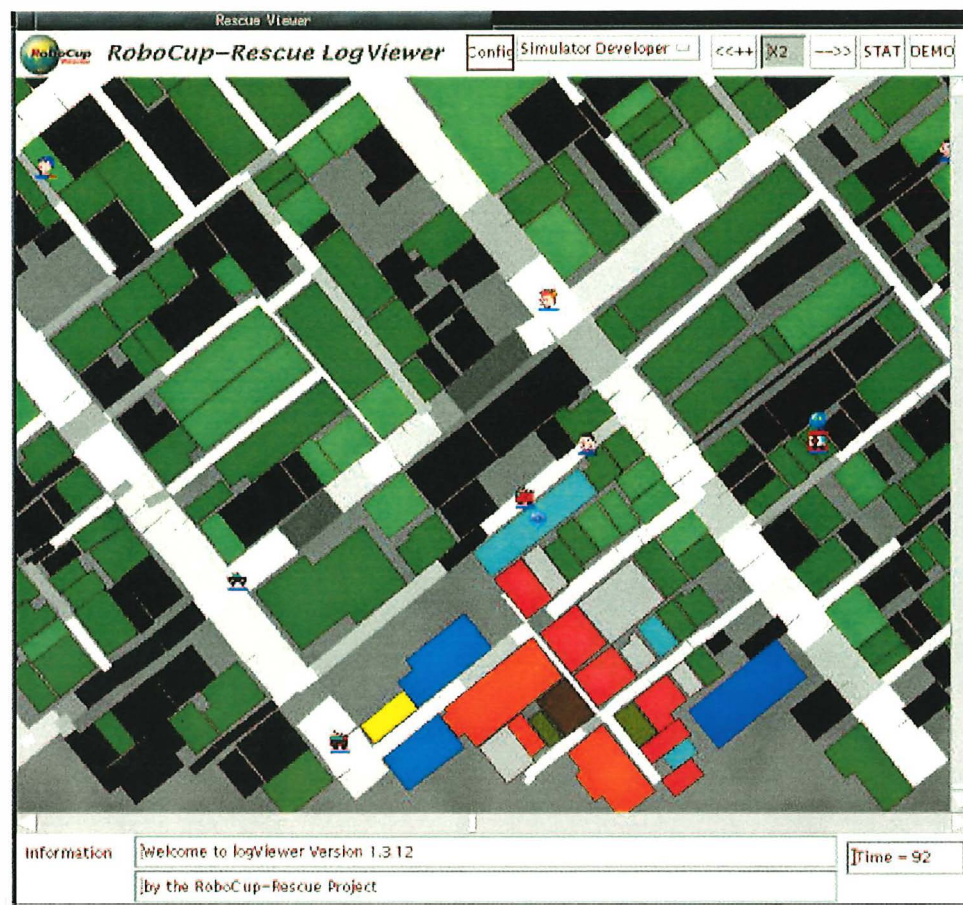 Rescue Viewer
RoboCup
Rescue
RoboCup-Rescue LogViewer
Config
Simulator Developer
<<++
X2
-->>
STAT
DEMO
Information
Welcome to logViewer Version 1.3.12
Time = 92
by the RoboCup-Rescue Project